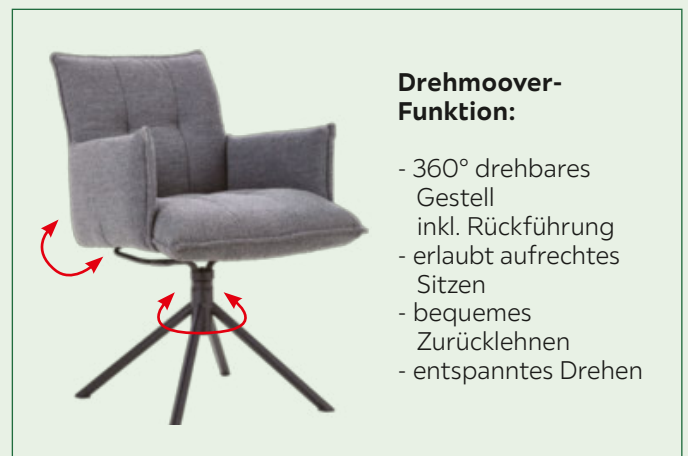 Drehmoover-
Funktion:
- 360° drehbares
Gestell
inkl. Rückführung
- erlaubt aufrechtes
Sitzen
- bequemes
Zurücklehnen
- entspanntes Drehen